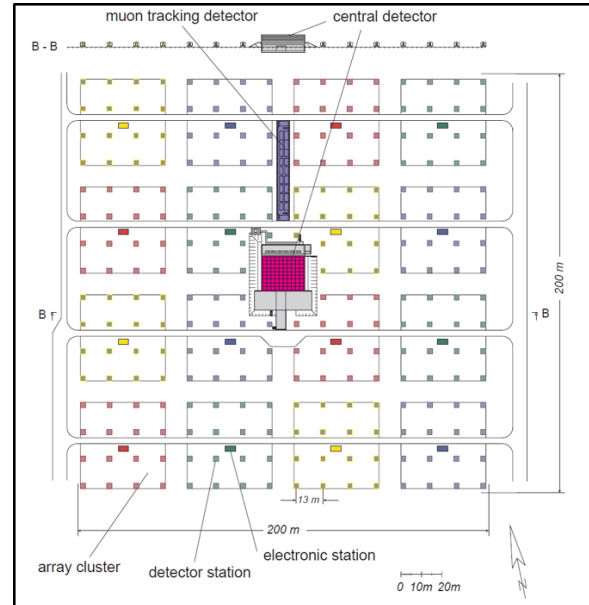 muon tracking detector
central detector
B - B
200 m
B
B
13 m
200 m
array cluster
detector station
electronic station
0 10m 20m
N